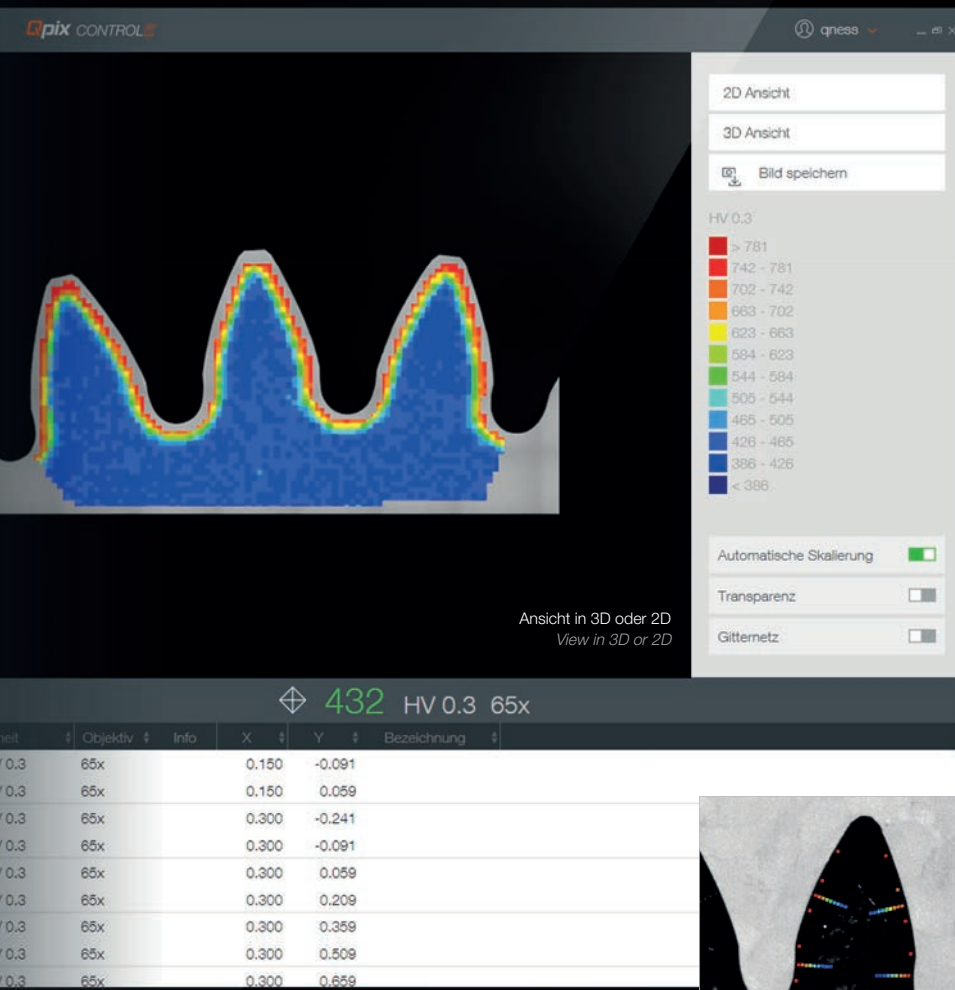 Qpix CONTROL
qness
2D Ansicht
3D Ansicht
Bild speichern
HV 0.3
> 781
742 - 781
702 - 742
663 - 702
623 - 663
584 - 623
544 - 584
505 - 544
465 - 505
426 - 465
386 - 426
< 386
Automatische Skalierung
Transparenz
Gitternetz
Ansicht in 3D oder 2D
View in 3D or 2D
432 HV 0.3 65x
heit Objektiv Info X Y Bezeichnung
/ 0.3 65x 0.150 -0.091
/ 0.3 65x 0.150 0.059
/ 0.3 65x 0.300 -0.241
/ 0.3 65x 0.300 -0.091
/ 0.3 65x 0.300 0.059
/ 0.3 65x 0.300 0.209
/ 0.3 65x 0.300 0.359
/ 0.3 65x 0.300 0.509
/ 0.3 65x 0.300 0.659